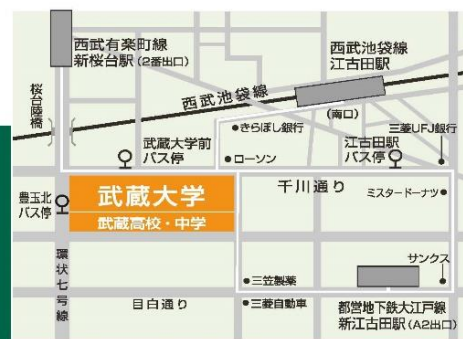 西武有楽町線
新桜台駅(2番出口)
西武池袋線
江古田駅
西武池袋線
(南口)
桜台陸橋
武蔵大学前
バス停
きらぼし銀行
ローソン
江古田駅
バス停
三菱UFJ銀行
豊玉北
バス停
武蔵大学
武蔵高校・中学
千川通り
ミスタードーナツ
環状七号線
サンクス
三笠製薬
目白通り
三菱自動車
都営地下鉄大江戸線
新江古田駅(A2出口)